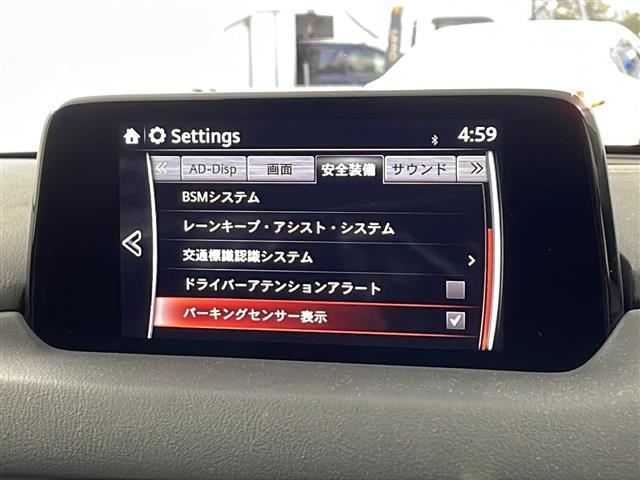 Settings 4:59
AD-Disp 画面 安全装備 サウンド
BSMシステム
レーンキープ・アシスト・システム
交通標識認識システム
ドライバーアテンションアラート
パーキングセンサー表示